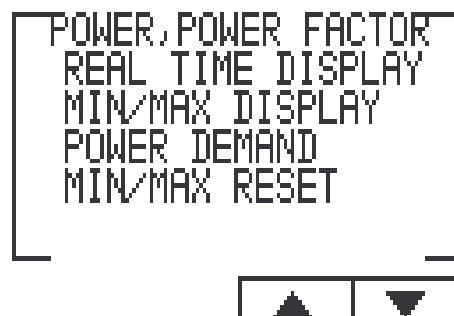 POWER,POWER FACTOR
REAL TIME DISPLAY
MIN/MAX DISPLAY
POWER DEMAND
MIN/MAX RESET